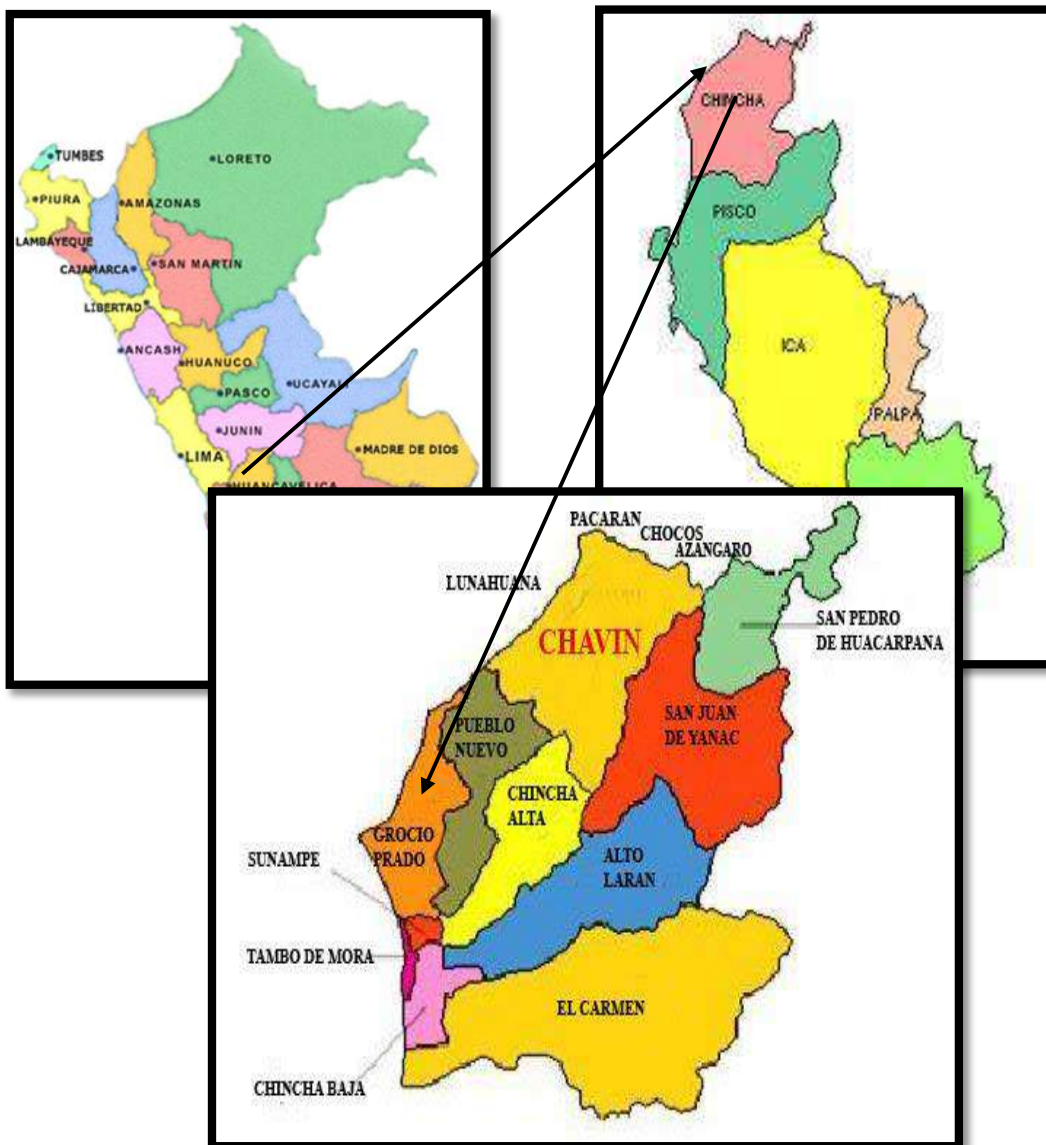 TUMBES
LORETO
PIURA
AMAZONAS
LAMBAYEQUE
SAN MARTIN
CAJAMARCA
LIBERTAD
ANCASH
HUANUCO
UCAYALI
PASCO
JUNIN
MADRE DE DIOS
LIMA
HUANCAVELICA
CHINCHA
PISCO
ICA
PALPA
PACARAN
CHOCOS
AZANGARO
LUNAHUANA
SAN PEDRO
DE HUACARPANA
CHAVIN
SAN JUAN
DE YANAC
PUEBLO
NUEVO
CHINCHA
ALTA
GROCIO
PRADO
SUNAMPE
ALTO
LARAN
TAMBO DE MORA
EL CARMEN
CHINCHA BAJA